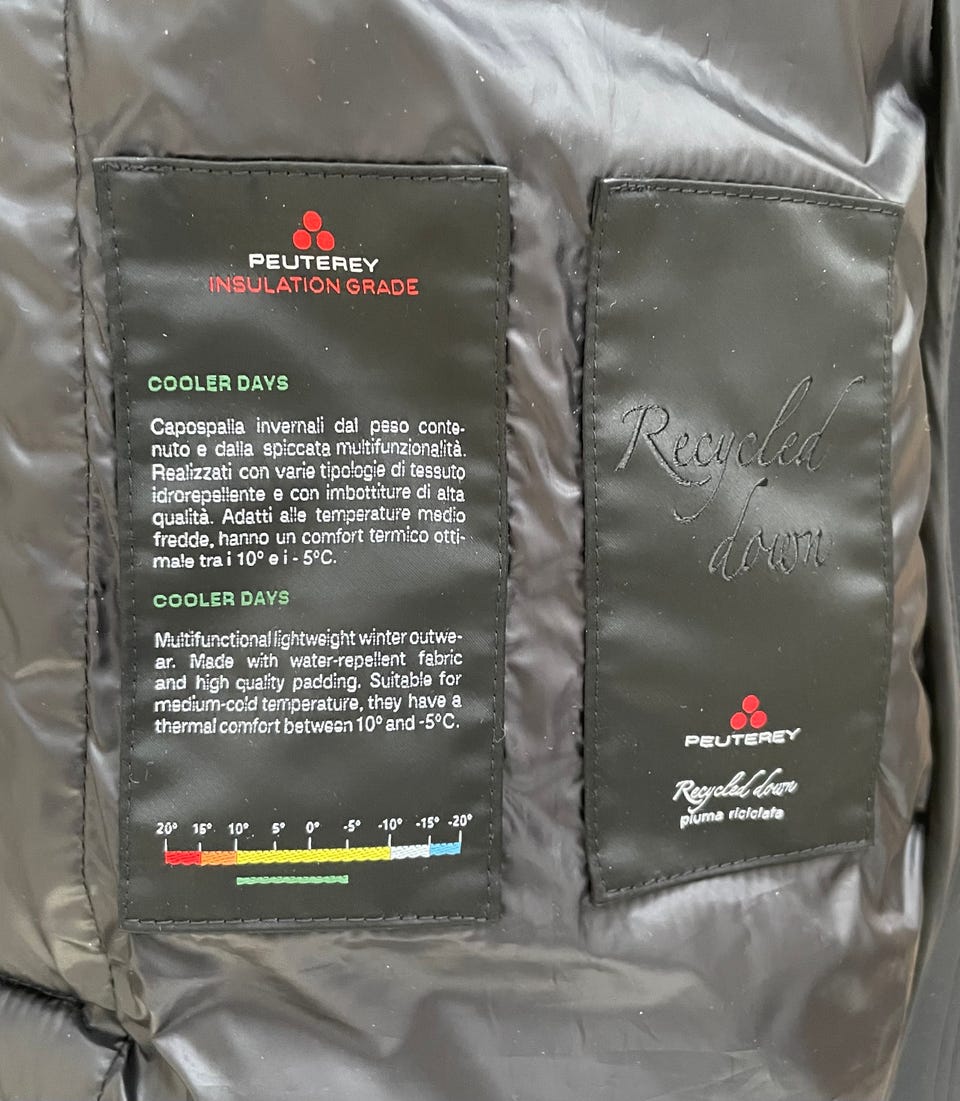 PEUTEREY
INSULATION GRADE
COOLER DAYS
Capospalla invernali dal peso conte-
nuto e dalla spiccata multifunzionalità.
Realizzati con varie tipologie di tessuto
idrorepellente e con imbottiture di alta
qualità. Adatti alle temperature medio
fredde, hanno un comfort termico otti-
male tra i 10° e i - 5°C.
COOLER DAYS
Multifunctional lightweight winter outwe-
ar. Made with water-repellent fabric
and high quality padding. Suitable for
medium-cold temperature, they have a
thermal comfort between 10° and -5°C.
20° 15° 10° 5° 0° -5° -10° -15° -20°
Recycled
down
PEUTEREY
Recycled down
piuma riciclata